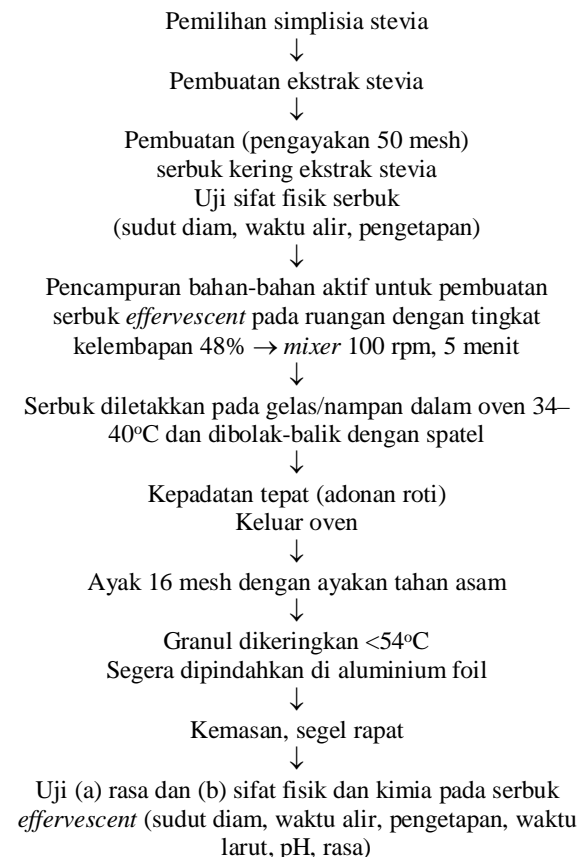 Pemilihan simplisia stevia
↓
Pembuatan ekstrak stevia
↓
Pembuatan (pengayakan 50 mesh)
serbuk kering ekstrak stevia
Uji sifat fisik serbuk
(sudut diam, waktu alir, pengetapan)
↓
Pencampuran bahan-bahan aktif untuk pembuatan
serbuk effervescent pada ruangan dengan tingkat
kelembapan 48% → mixer 100 rpm, 5 menit
↓
Serbuk diletakkan pada gelas/nampan dalam oven 34–
40°C dan dibolak-balik dengan spatel
↓
Kepadatan tepat (adonan roti)
Keluar oven
↓
Ayak 16 mesh dengan ayakan tahan asam
↓
Granul dikeringkan <54°C
Segera dipindahkan di aluminium foil
↓
Kemasan, segel rapat
↓
Uji (a) rasa dan (b) sifat fisik dan kimia pada serbuk
effervescent (sudut diam, waktu alir, pengetapan, waktu
larut, pH, rasa)